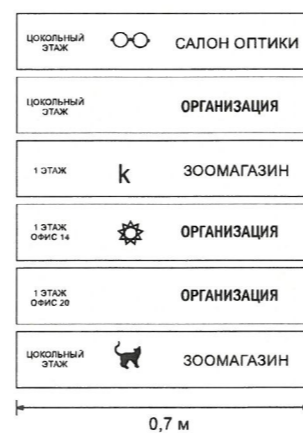 ЦОКОЛЬНЫЙ
ЭТАЖ
САЛОН ОПТИКИ
ЦОКОЛЬНЫЙ
ЭТАЖ
ОРГАНИЗАЦИЯ
1 ЭТАЖ
k
ЗООМАГАЗИН
1 ЭТАЖ
ОФИС 14
ОРГАНИЗАЦИЯ
1 ЭТАЖ
ОФИС 20
ОРГАНИЗАЦИЯ
ЦОКОЛЬНЫЙ
ЭТАЖ
ЗООМАГАЗИН
0,7 м